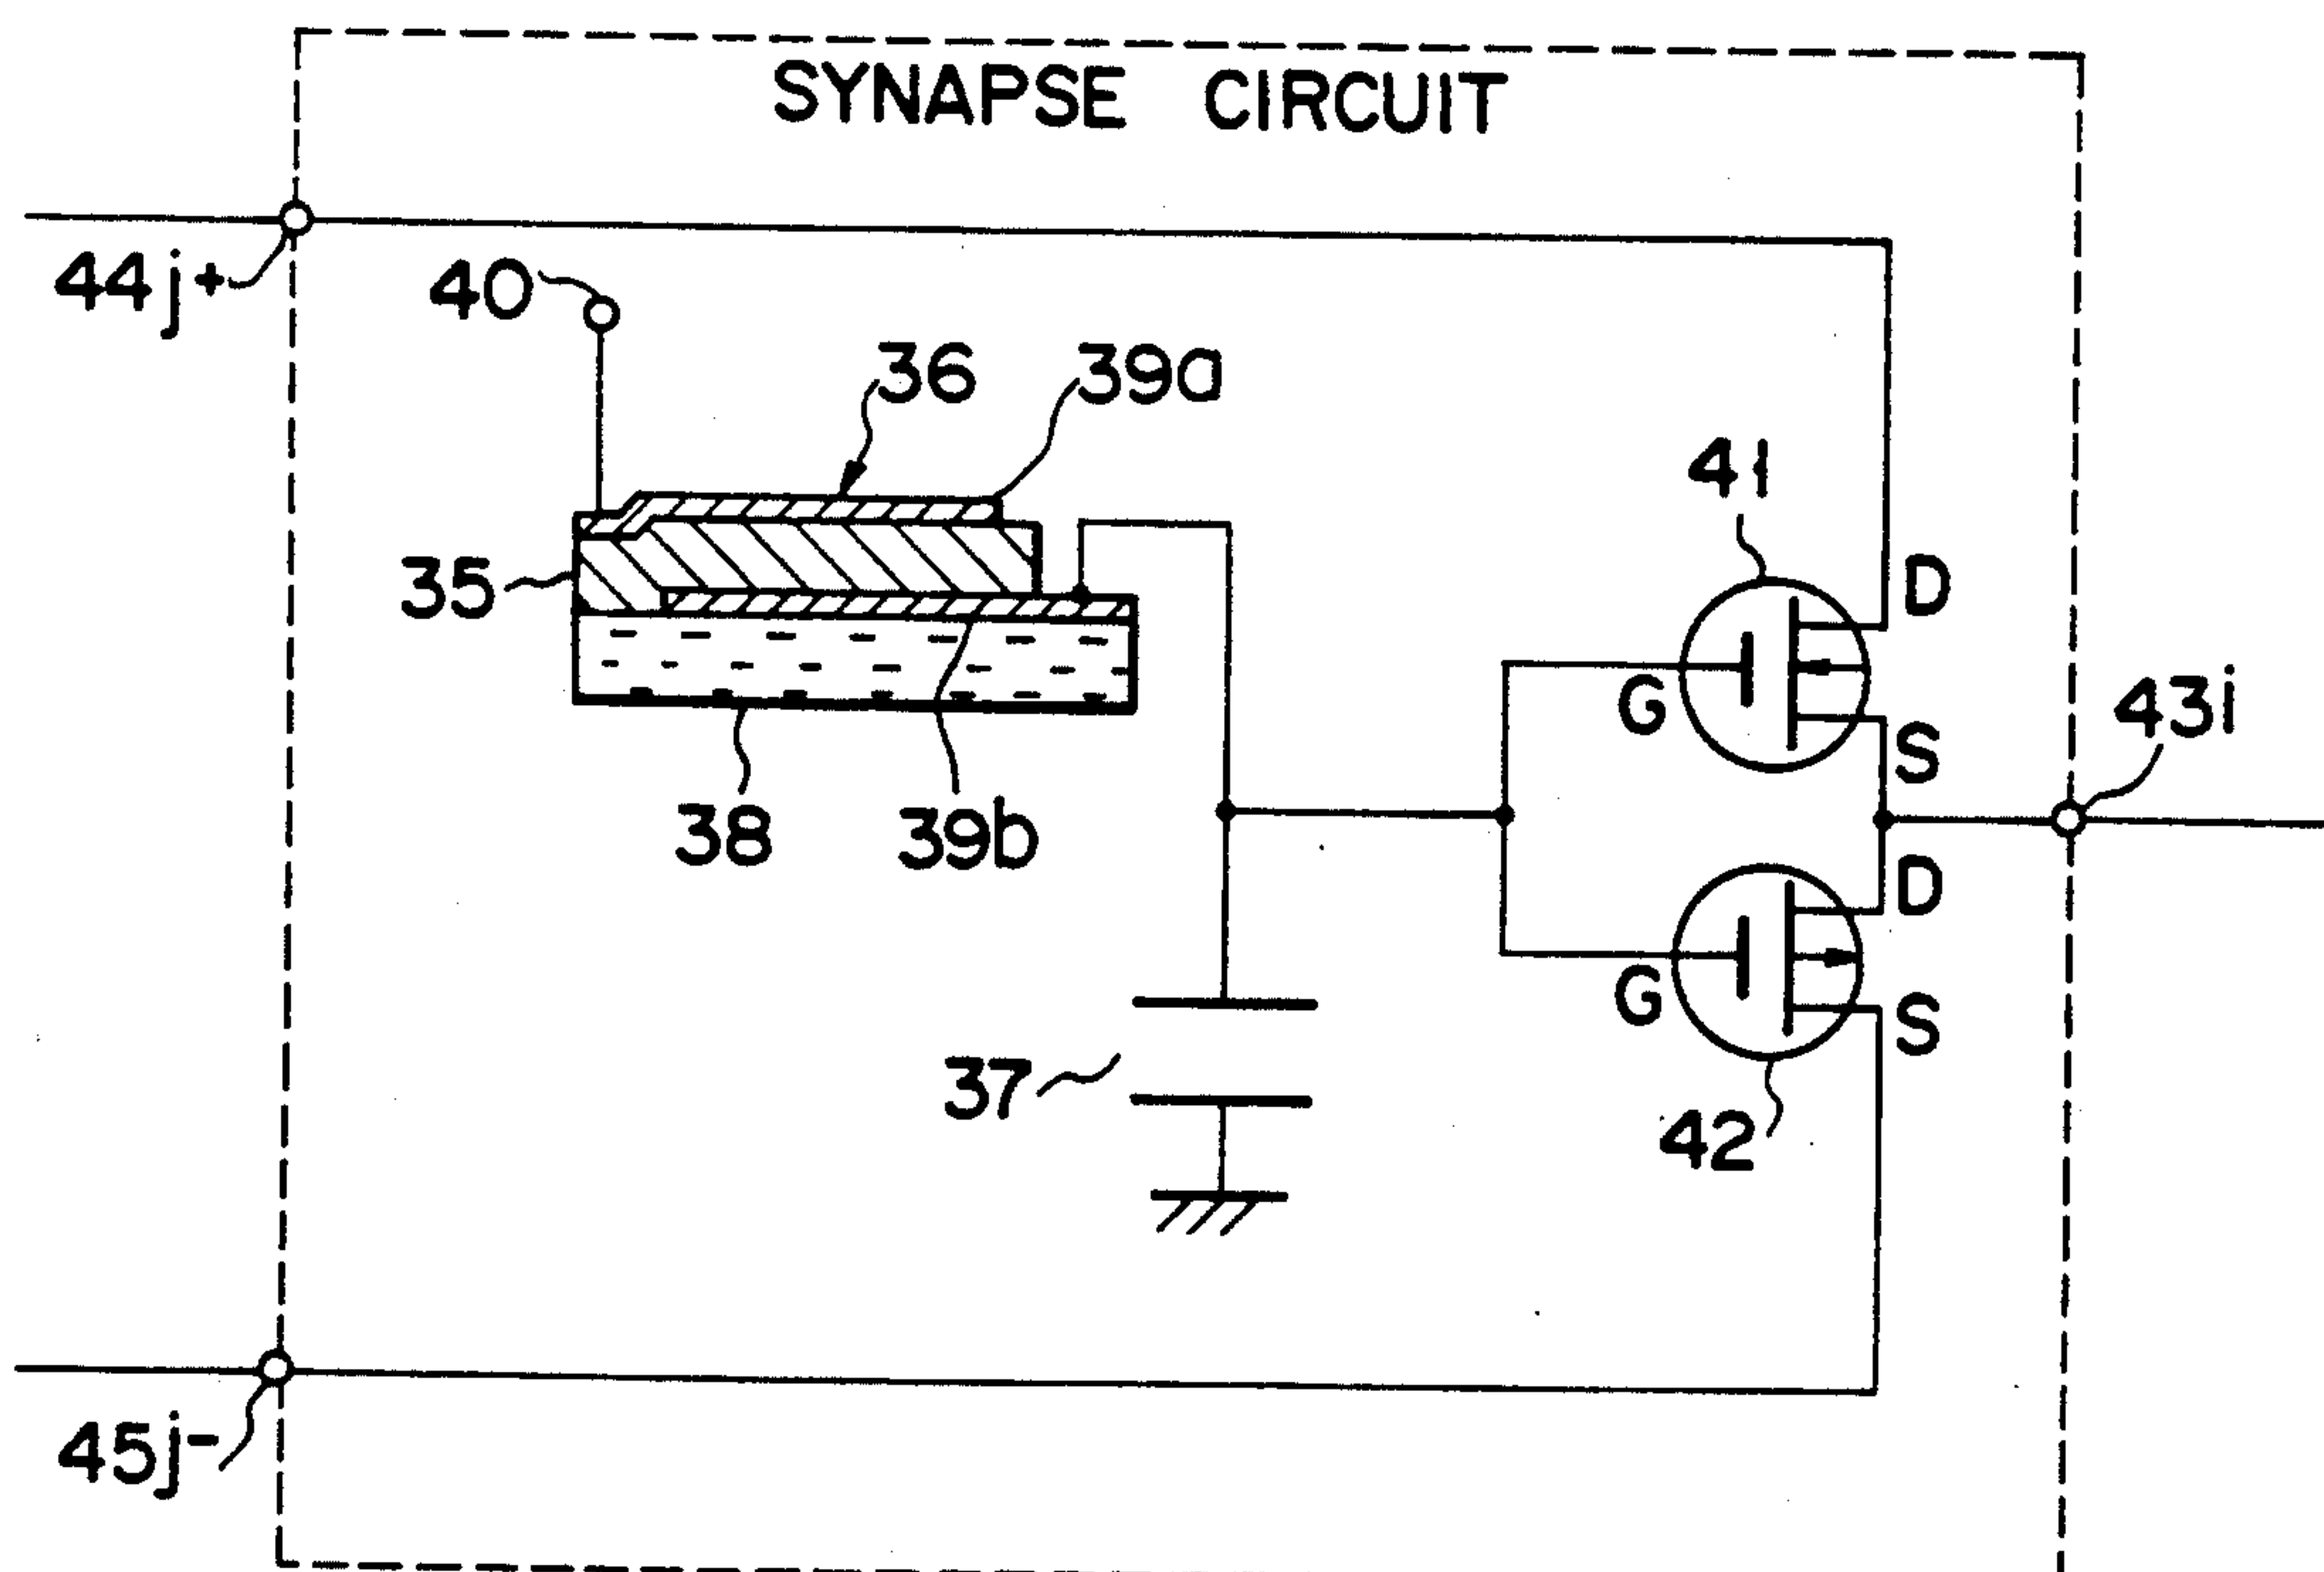 SYNAPSE CIRCUIT
44j+
40
36
39a
41
35
D
G
43i
S
38
39b
D
G
S
37
42
45j-